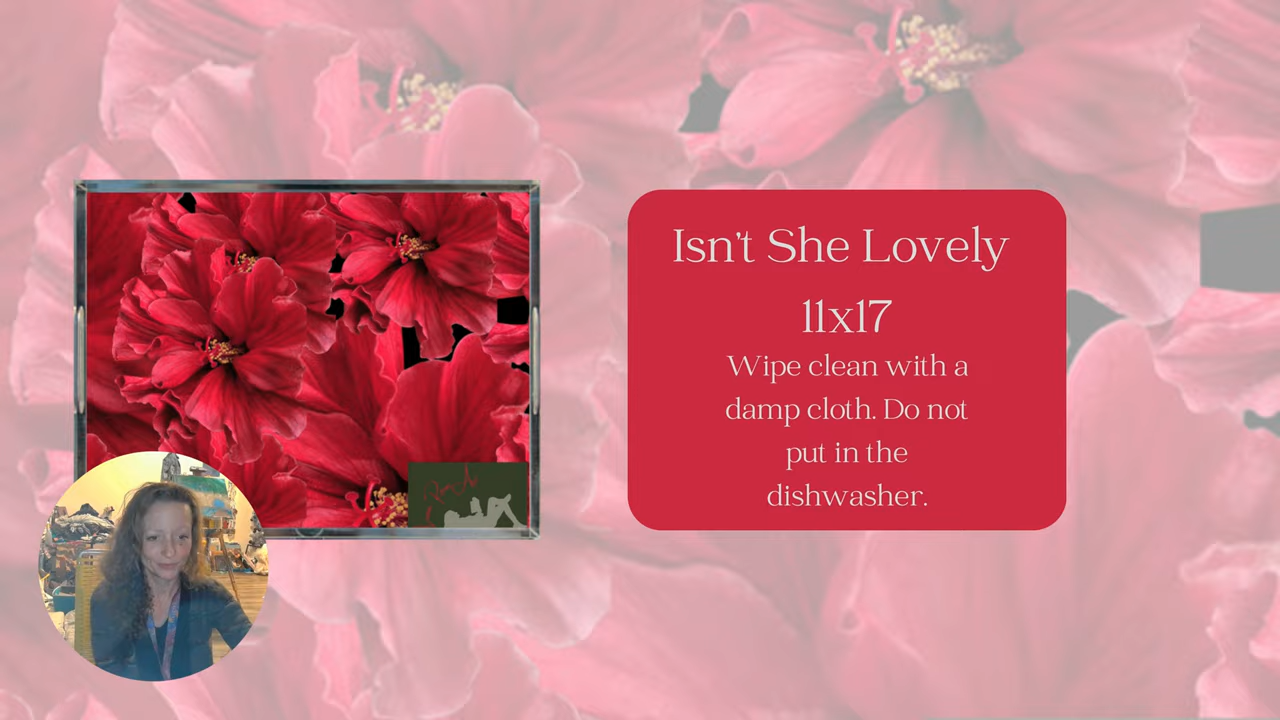 Isn't She Lovely
11x17
Wipe clean with a
damp cloth. Do not
put in the
dishwasher.